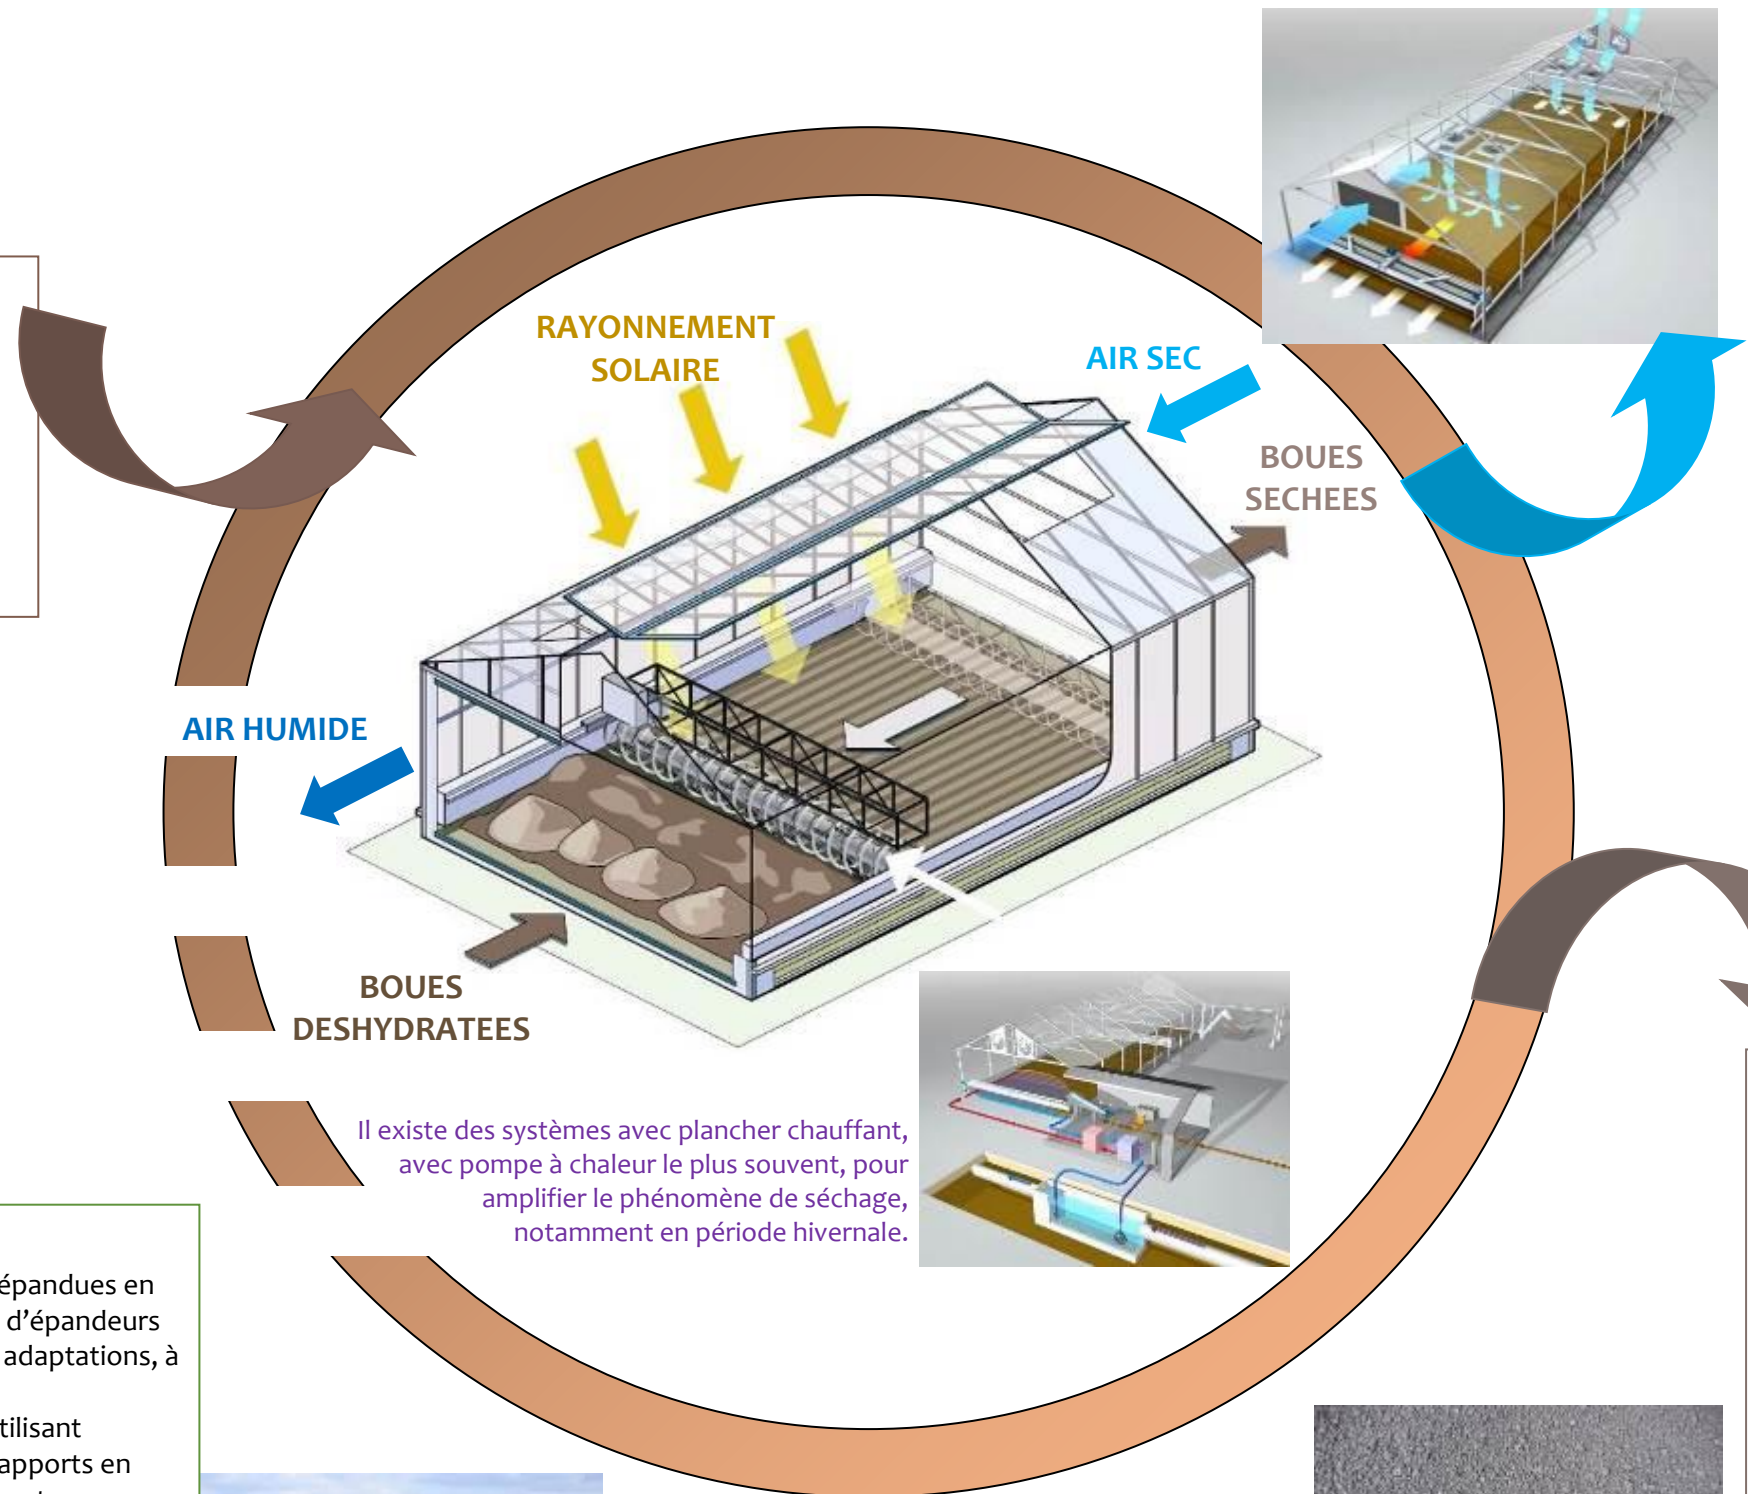 RAYONNEMENT
SOLAIRE
AIR SEC
BOUES
SECHEES
AIR HUMIDE
BOUES
DESHYDRATEES
Il existe des systèmes avec plancher chauffant,
avec pompe à chaleur le plus souvent, pour
amplifier le phénomène de séchage,
notamment en période hivernale.
épandues en
d’épandeurs
adaptations, à
tilisant
apports en